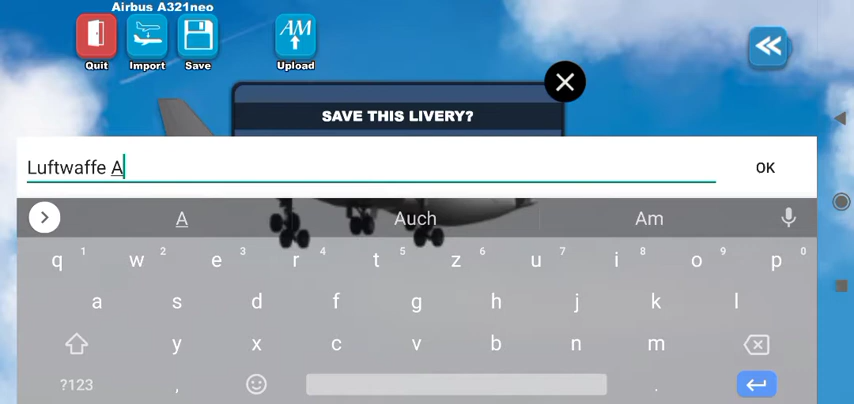 Airbus A321neo
AM
Quit Import Save Upload
SAVE THIS LIVERY?
Luftwaffe A OK
A Auch Am
q 1 w 2 e 3 r 4 t 5 z 6 u 7 i 8 o 9 p 0
a s d f g h j k l
y x c v b n m
?123 , .